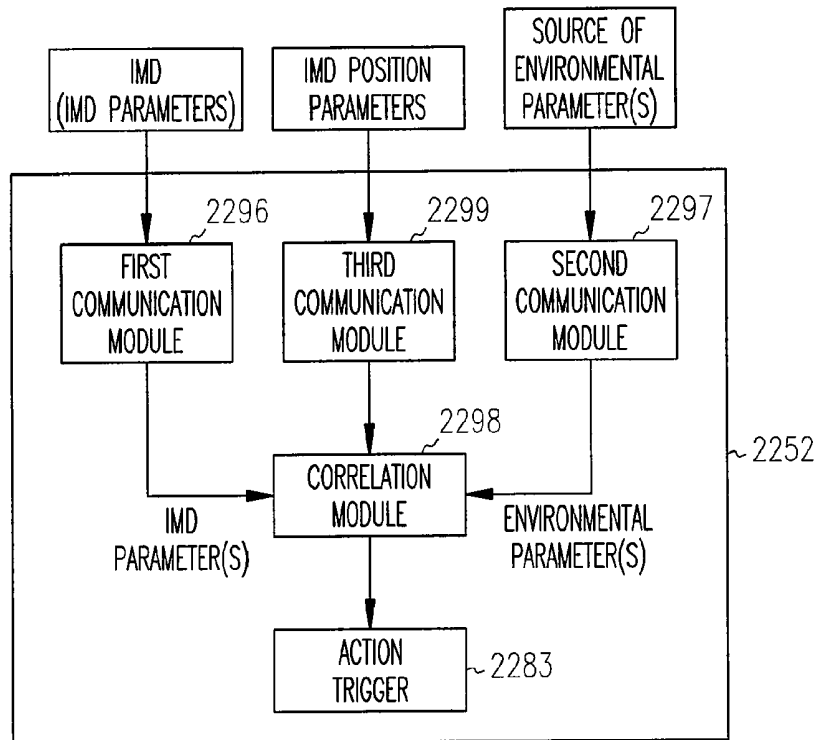 IMD
(IMD PARAMETERS)
IMD POSITION
PARAMETERS
SOURCE OF
ENVIRONMENTAL
PARAMETER(S)
2296
2299
2297
FIRST
COMMUNICATION
MODULE
THIRD
COMMUNICATION
MODULE
SECOND
COMMUNICATION
MODULE
2298
2252
CORRELATION
MODULE
IMD
PARAMETER(S)
ENVIRONMENTAL
PARAMETER(S)
ACTION
TRIGGER
2283